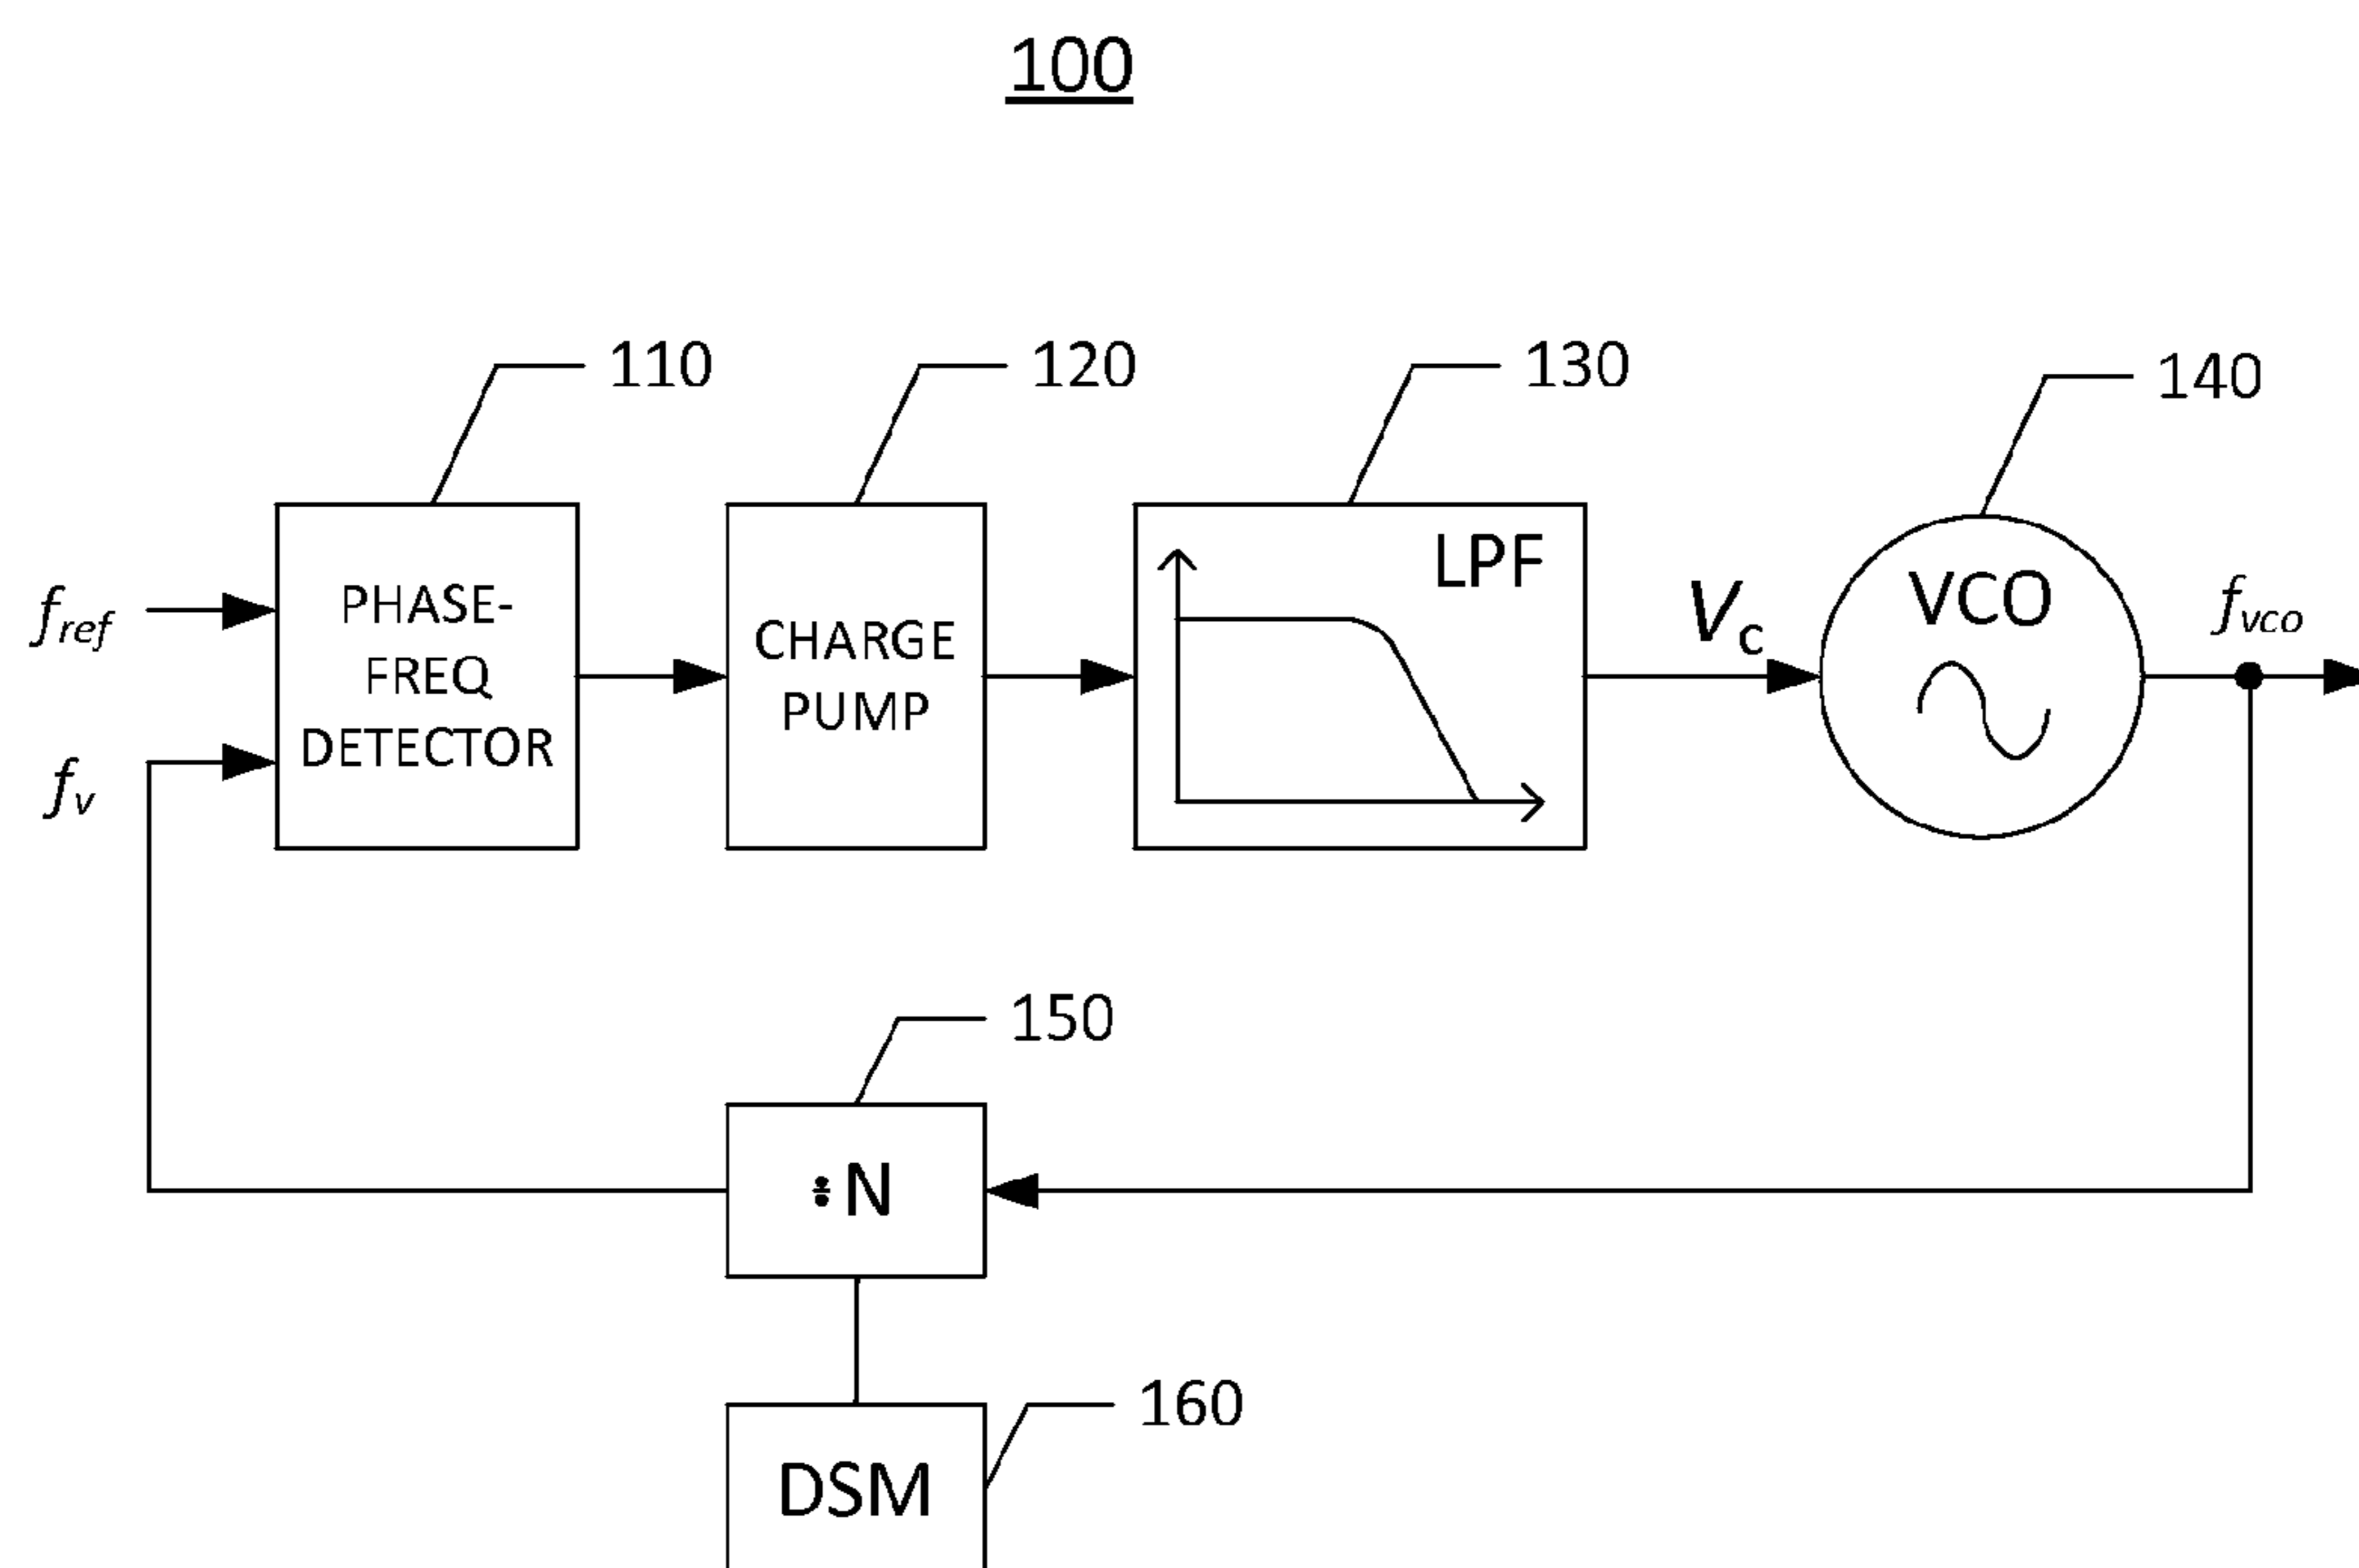 100
110
120
130
140
f_ref
PHASE-
FREQ
DETECTOR
f_v
CHARGE
PUMP
LPF
V_c
VCO
f_vco
150
÷N
160
DSM